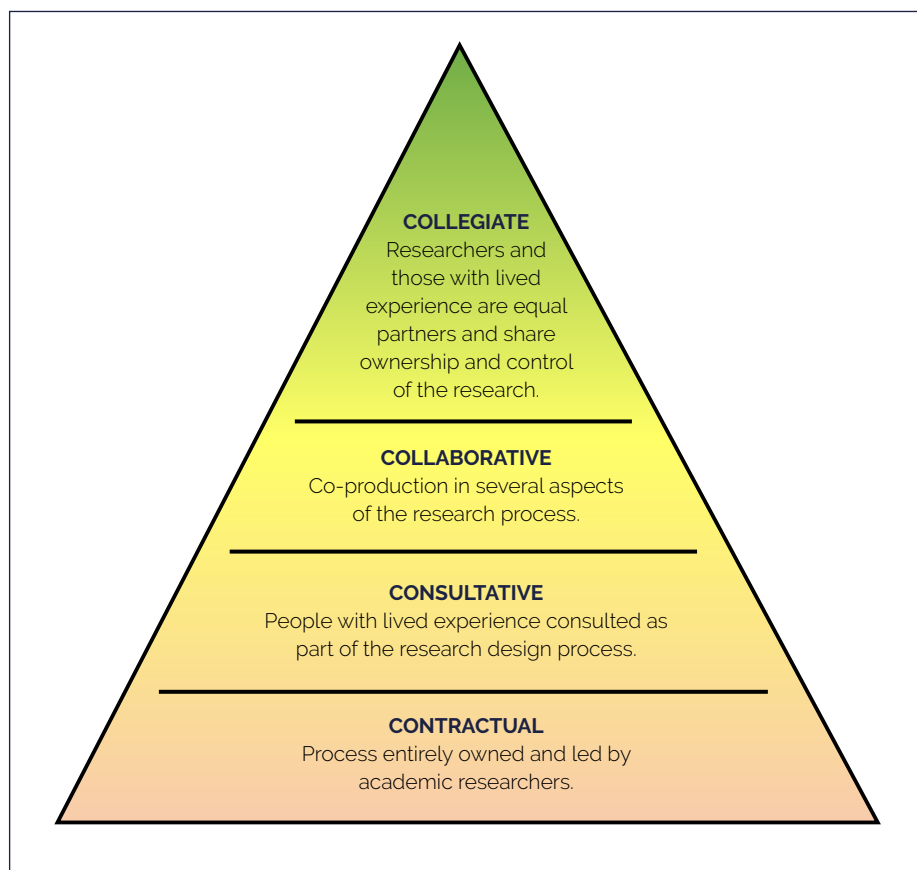 COLLEGIATE
Researchers and
those with lived
experience are equal
partners and share
ownership and control
of the research.
COLLABORATIVE
Co-production in several aspects
of the research process.
CONSULTATIVE
People with lived experience consulted as
part of the research design process.
CONTRACTUAL
Process entirely owned and led by
academic researchers.